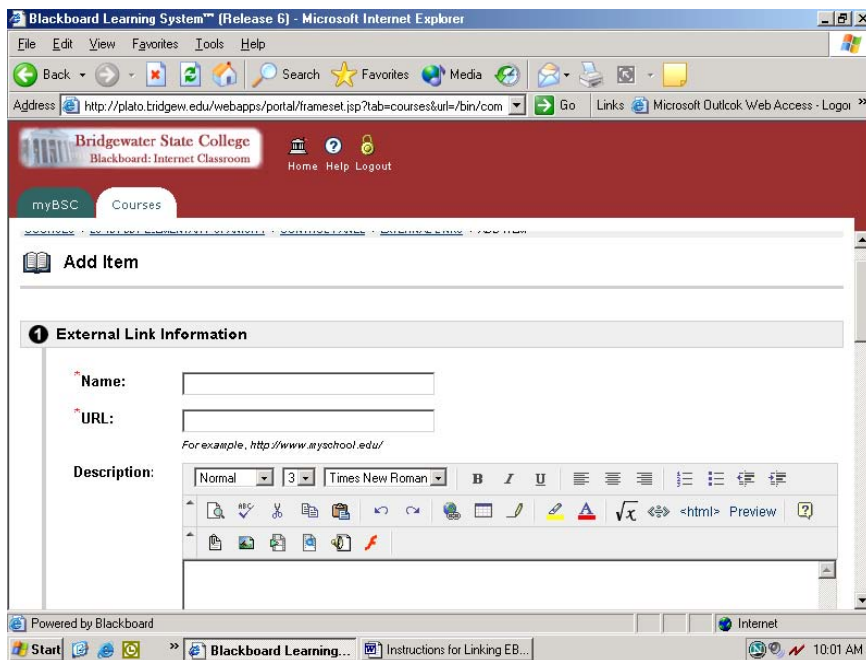 Blackboard Learning System™ (Release 6) - Microsoft Internet Explorer
File Edit View Favorites Tools Help
Back Search Favorites Media
Address http://plato.bridgew.edu/webapps/portal/frameset.jsp?tab=courses&url=/bin/com Go Links Microsoft Outlook Web Access - Logor »
Bridgewater State College
Blackboard: Internet Classroom
Home Help Logout
myBSC Courses
Add Item
1 External Link Information
*Name:
*URL:
For example, http://www.myschool.edu/
Description:
Normal 3 Times New Roman B I U
ABC <html> Preview
Powered by Blackboard Internet
Start » Blackboard Learning... Instructions for Linking EB... 10:01 AM